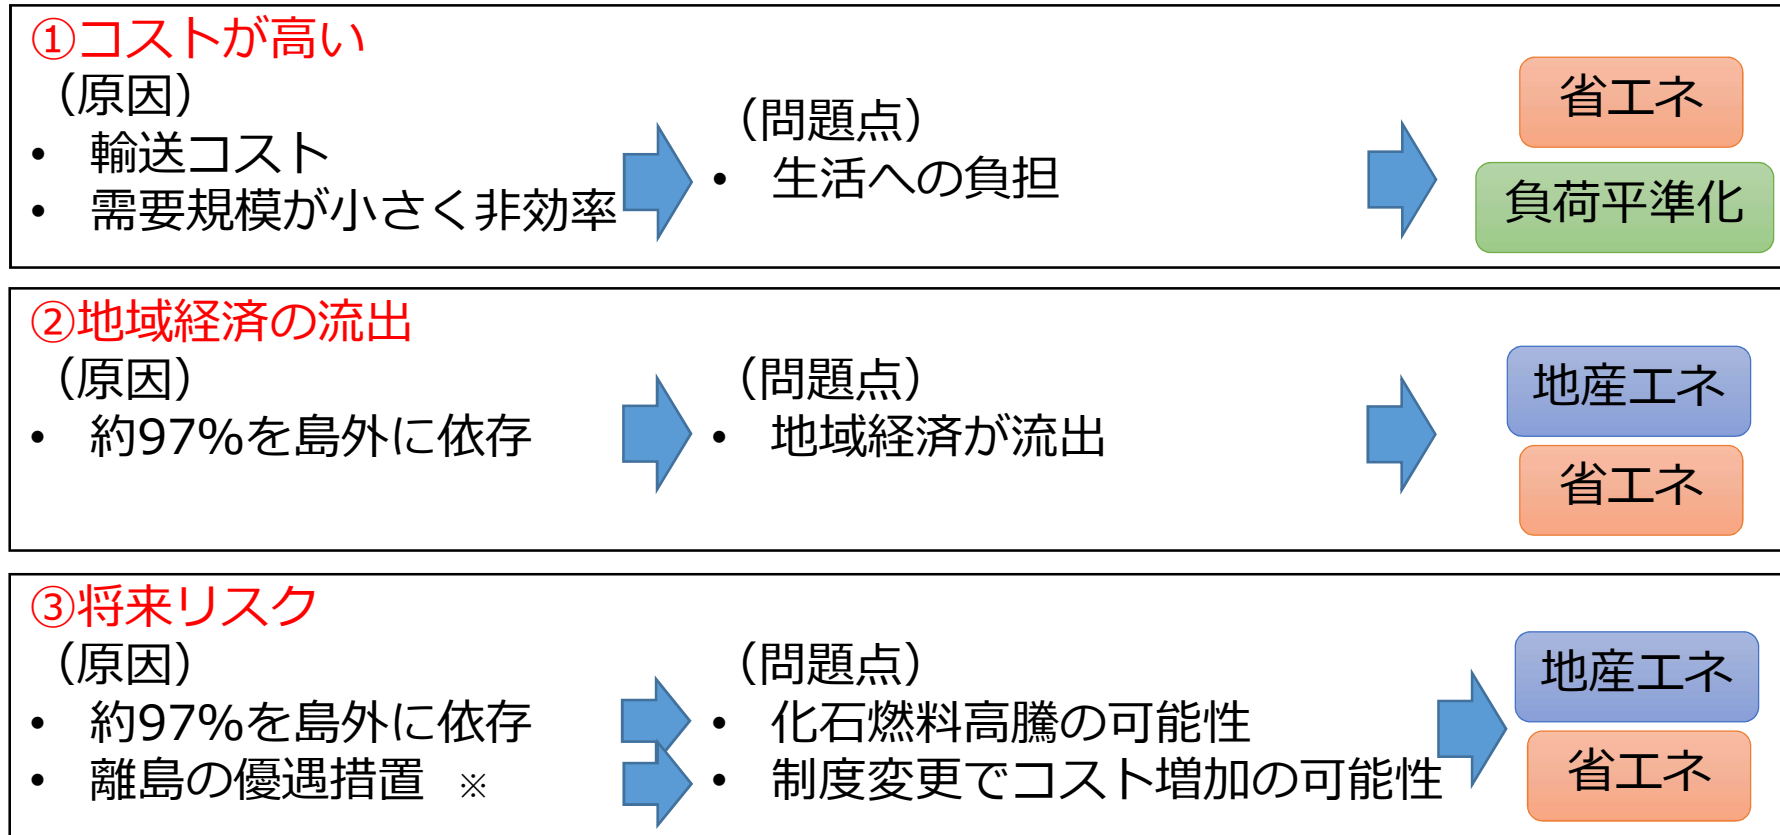 ①コストが高い
（原因）
• 輸送コスト
• 需要規模が小さく非効率
（問題点）
• 生活への負担
省エネ
負荷平準化
②地域経済の流出
（原因）
• 約97%を島外に依存
（問題点）
• 地域経済が流出
地産エネ
省エネ
③将来リスク
（原因）
• 約97%を島外に依存
• 離島の優遇措置 ※
（問題点）
• 化石燃料高騰の可能性
• 制度変更でコスト増加の可能性
地産エネ
省エネ